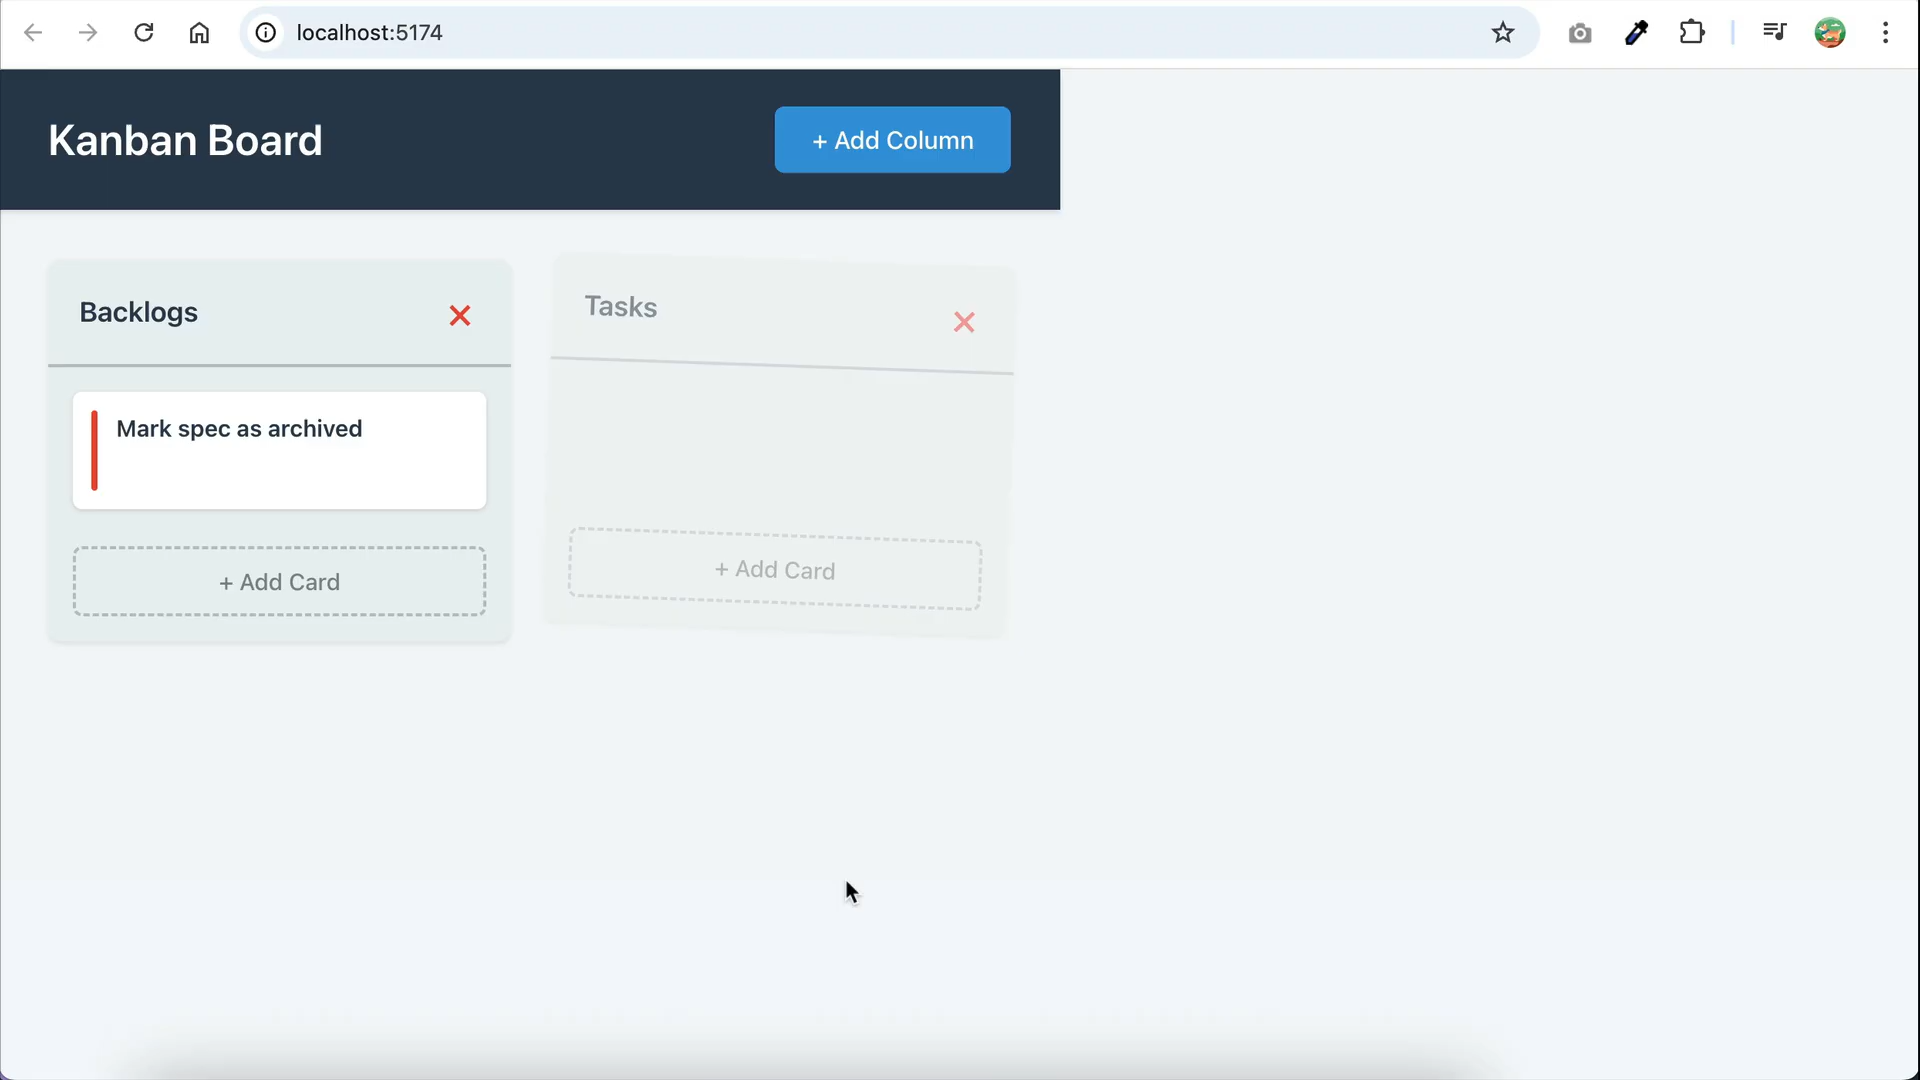 localhost:5174
Kanban Board
+ Add Column
Backlogs
Mark spec as archived
+ Add Card
Tasks
+ Add Card